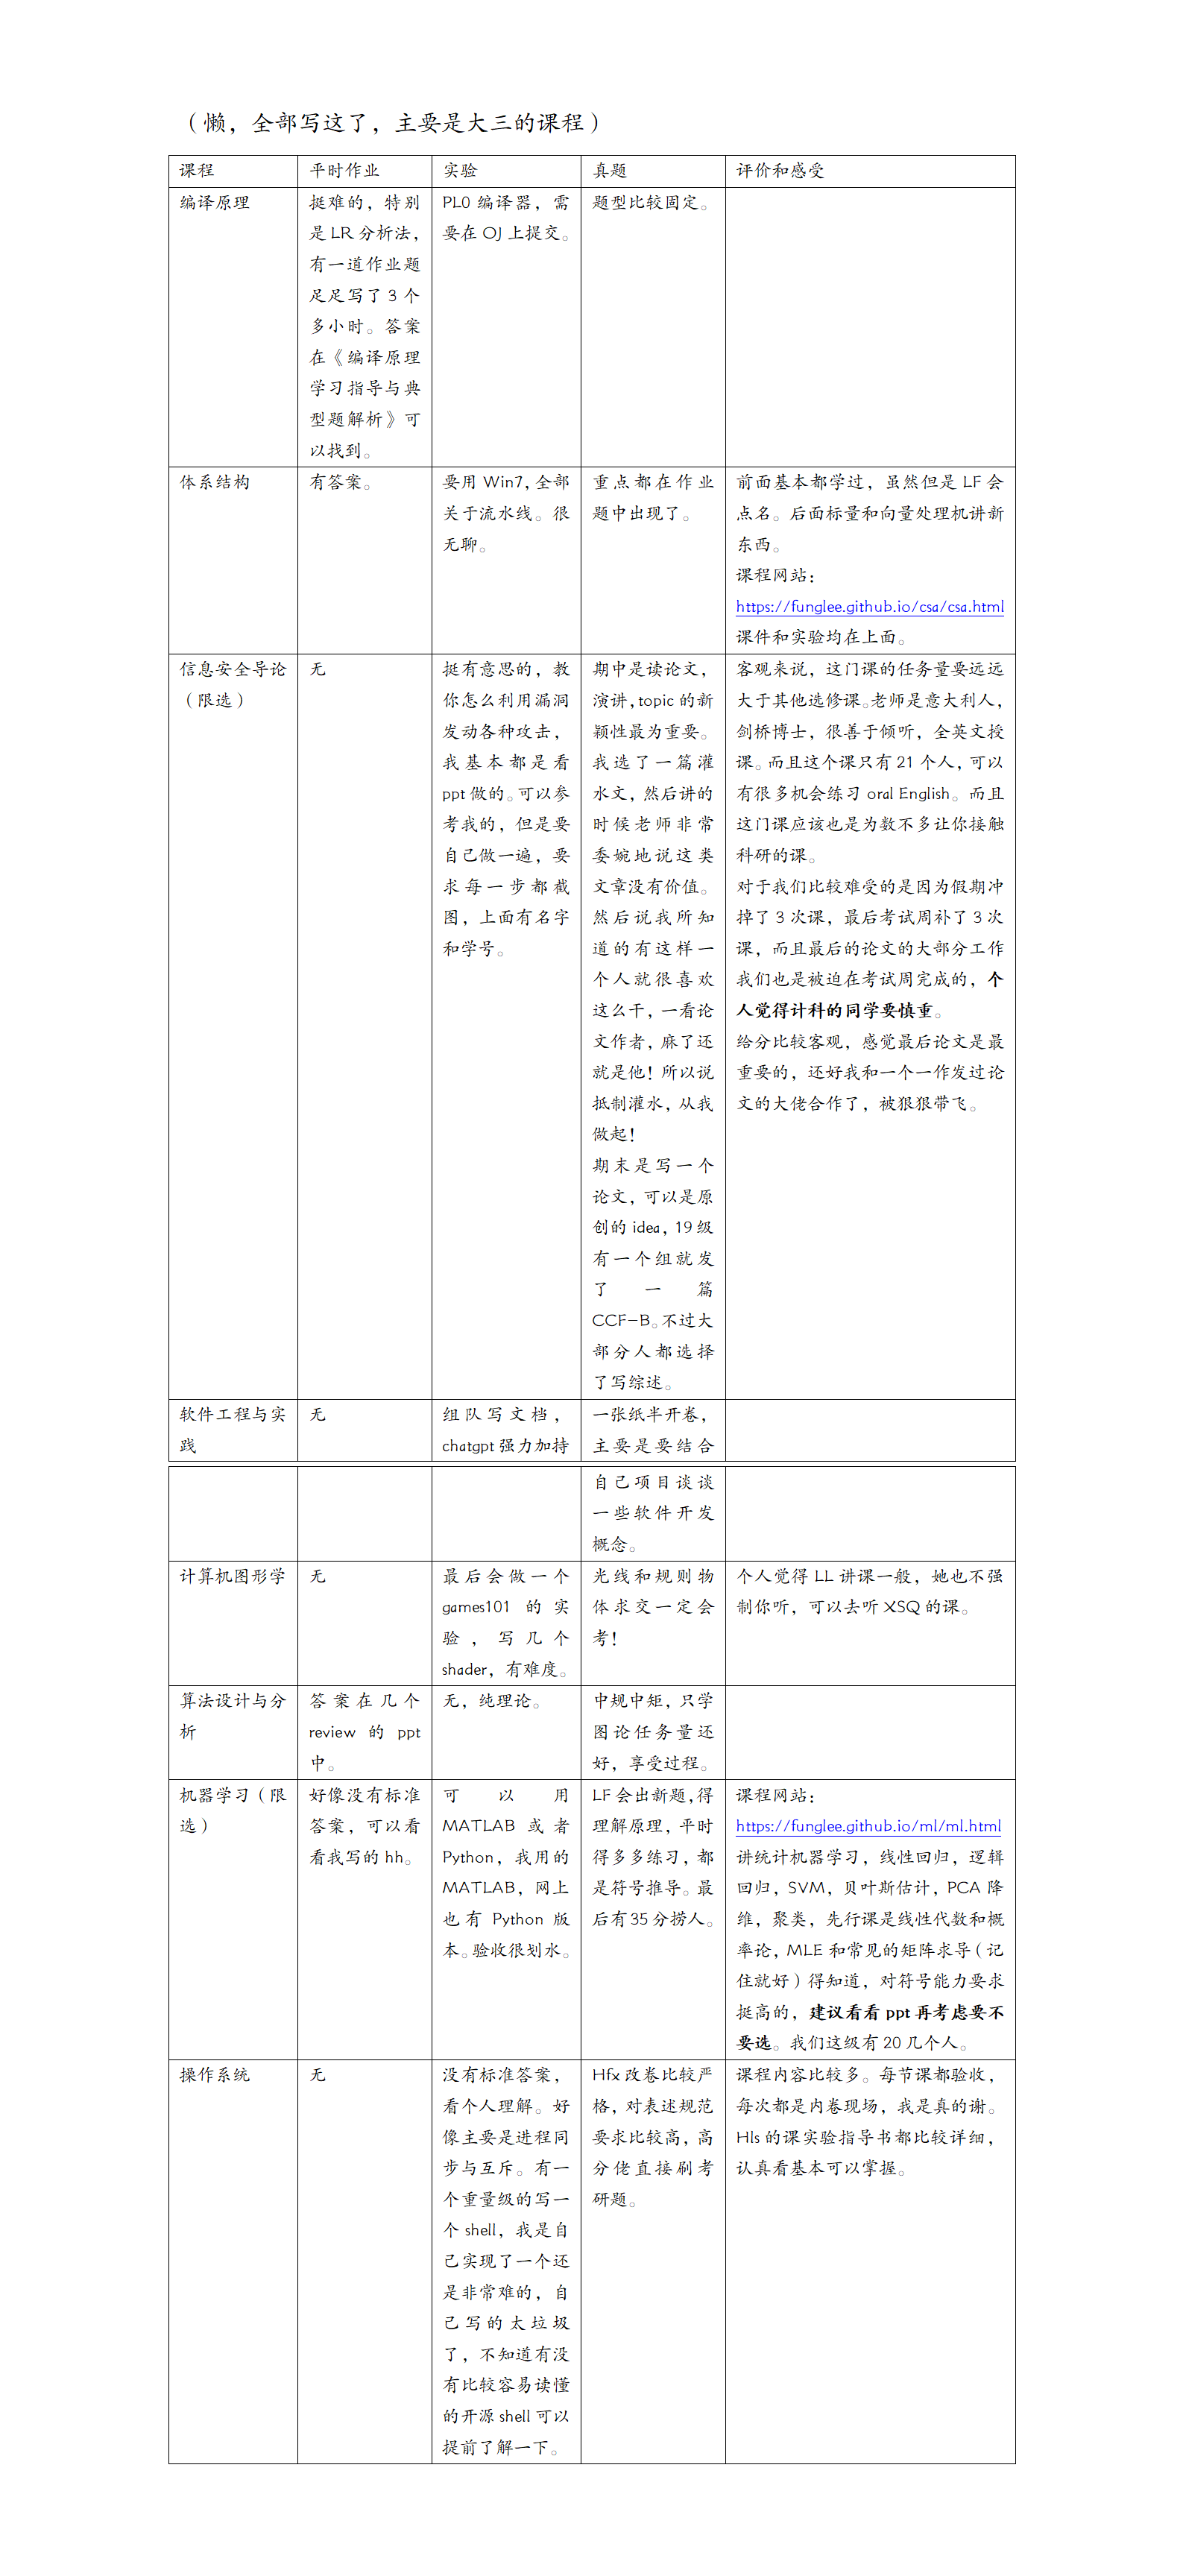 （懒，全部写这了，主要是大三的课程）
课程
平时作业
实验
真题
评价和感受
编译原理
挺难的，特别
是 LR 分析法，
有一道作业题
足足写了 3 个
多小时。答案
在《编译原理
学习指导与典
型题解析》可
以找到。
PL0 编译器，需
要在 OJ 上提交。
题型比较固定。
体系结构
有答案。
要用 Win7，全部
关于流水线。很
无聊。
重点都在作业
题中出现了。
前面基本都学过，虽然但是 LF 会
点名。后面标量和向量处理机讲新
东西。
课程网站：
https://funglee.github.io/csa/csa.html
课件和实验均在上面。
信息安全导论
（限选）
无
挺有意思的，教
你怎么利用漏洞
发动各种攻击，
我基本都是看
ppt 做的。可以参
考我的，但是要
自己做一遍，要
求每一步都截
图，上面有名字
和学号。
期中是读论文，
演讲，topic 的新
颖性最为重要。
我选了一篇灌
水文，然后讲的
时候老师非常
委婉地说这类
文章没有价值。
然后说我所知
道的有这样一
个人就很喜欢
这么干，一看论
文作者，麻了还
就是他！所以说
抵制灌水，从我
做起！
期末是写一个
论文，可以是原
创的 idea，19 级
有一个组就发
了一篇
CCF-B。不过大
部分人都选择
了写综述。
客观来说，这门课的任务量要远远
大于其他选修课。老师是意大利人，
剑桥博士，很善于倾听，全英文授
课。而且这个课只有 21 个人，可以
有很多机会练习 oral English。而且
这门课应该也是为数不多让你接触
科研的课。
对于我们比较难受的是因为假期冲
掉了 3 次课，最后考试周补了 3 次
课，而且最后的论文的大部分工作
我们也是被迫在考试周完成的，个
人觉得计科的同学要慎重。
给分比较客观，感觉最后论文是最
重要的，还好我和一个一作发过论
文的大佬合作了，被狠狠带飞。
软件工程与实
践
无
组队写文档，
chatgpt 强力加持
一张纸半开卷，
主要是要结合
自己项目谈谈
一些软件开发
概念。
计算机图形学
无
最后会做一个
games101 的实
验，写几个
shader，有难度。
光线和规则物
体求交一定会
考！
个人觉得 LL 讲课一般，她也不强
制你听，可以去听 XSQ 的课。
算法设计与分
析
答案在几个
review 的 ppt
中。
无，纯理论。
中规中矩，只学
图论任务量还
好，享受过程。
机器学习（限
选）
好像没有标准
答案，可以看
看我写的 hh。
可以用
MATLAB 或者
Python，我用的
MATLAB，网上
也有 Python 版
本。验收很划水。
LF 会出新题，得
理解原理，平时
得多多练习，都
是符号推导。最
后有 35 分捞人。
课程网站：
https://funglee.github.io/ml/ml.html
讲统计机器学习，线性回归，逻辑
回归，SVM，贝叶斯估计，PCA 降
维，聚类，先行课是线性代数和概
率论，MLE 和常见的矩阵求导（记
住就好）得知道，对符号能力要求
挺高的，建议看看 ppt 再考虑要不
要选。我们这级有 20 几个人。
操作系统
无
没有标准答案，
看个人理解。好
像主要是进程同
步与互斥。有一
个重量级的写一
个 shell，我是自
己实现了一个还
是非常难的，自
己写的太垃圾
了，不知道有没
有比较容易读懂
的开源 shell 可以
提前了解一下。
Hfx 改卷比较严
格，对表述规范
要求比较高，高
分佬直接刷考
研题。
课程内容比较多。每节课都验收，
每次都是内卷现场，我是真的谢。
Hls 的课实验指导书都比较详细，
认真看基本可以掌握。